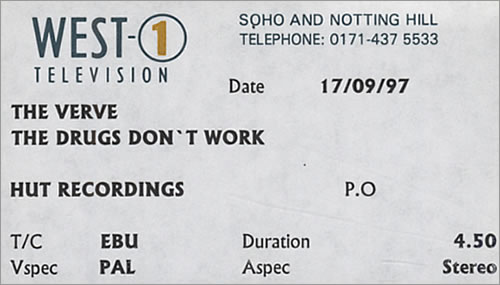 WEST-1
TELEVISION
SOHO AND NOTTING HILL
TELEPHONE: 0171-437 5533
Date 17/09/97
THE VERVE
THE DRUGS DON`T WORK
HUT RECORDINGS P.O
T/C EBU Duration 4.50
Vspec PAL Aspec Stereo